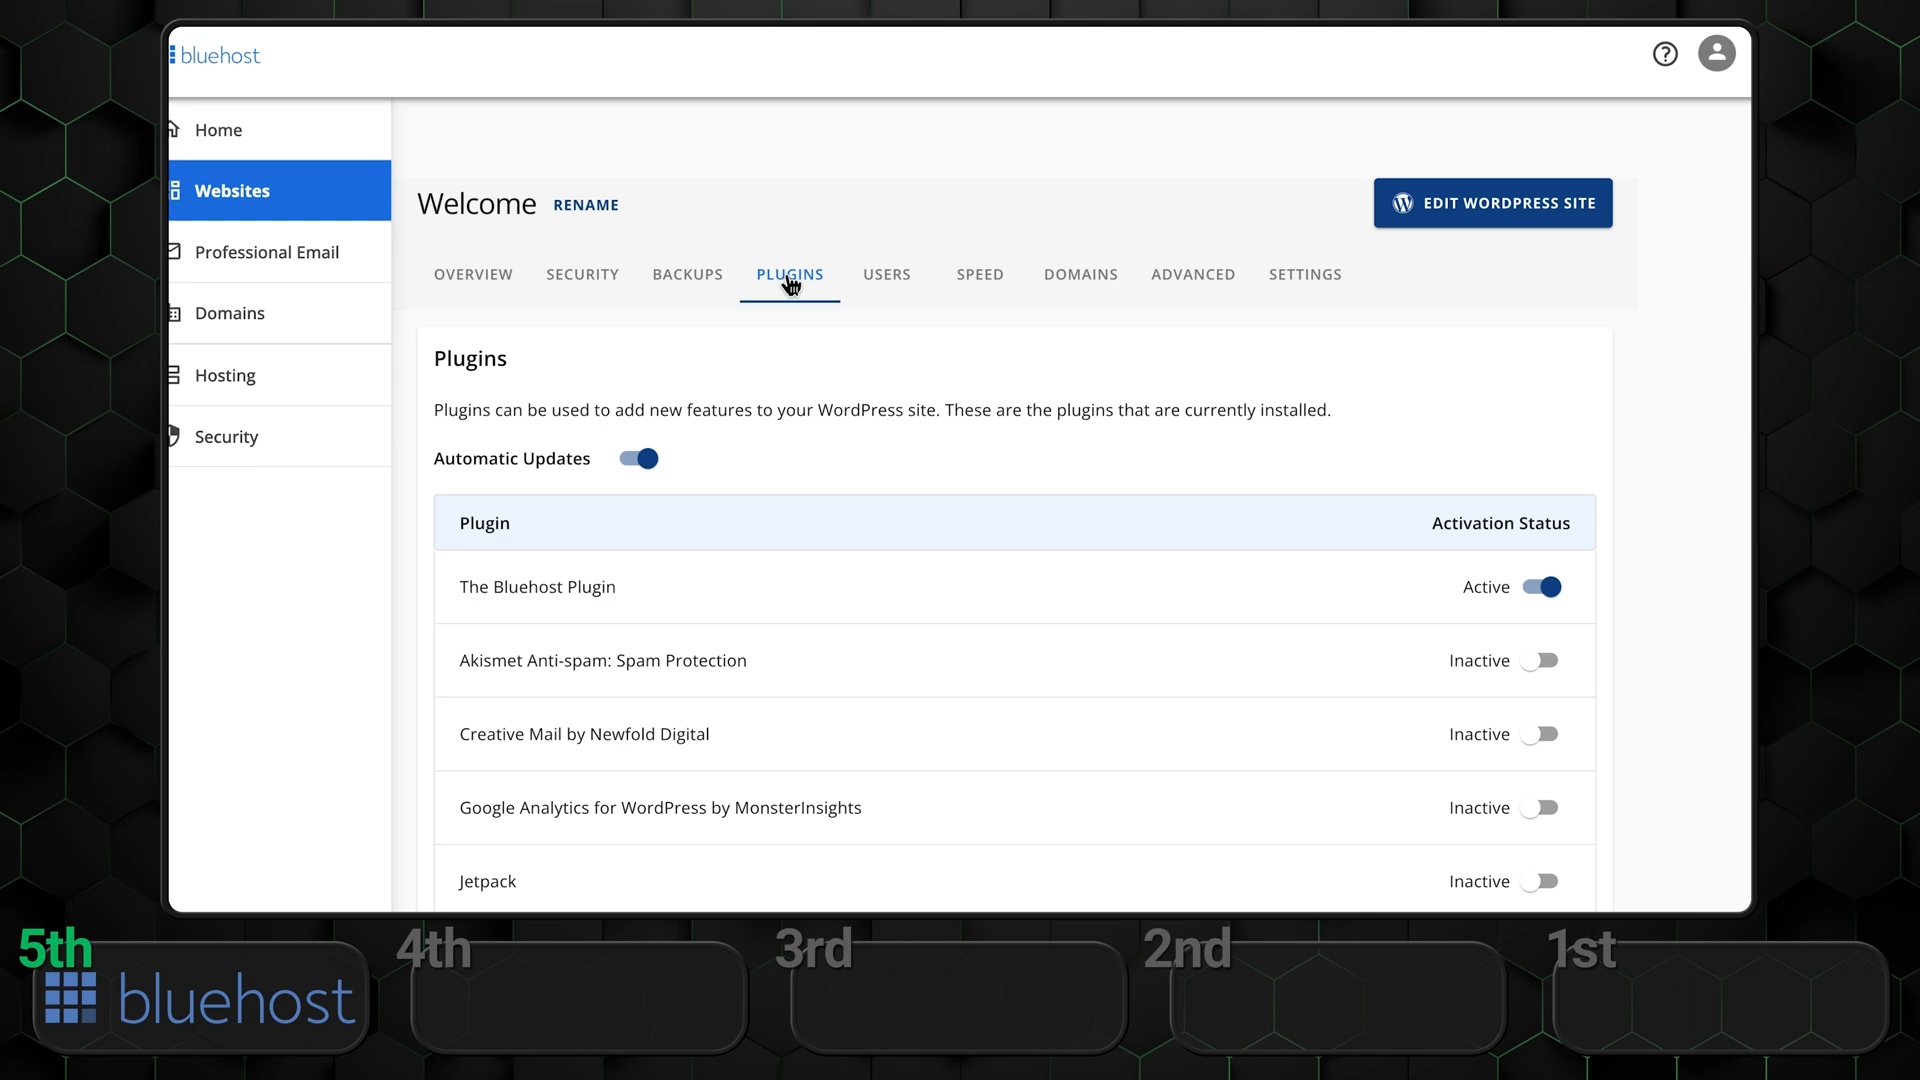 bluehost
Home
Websites
Professional Email
Domains
Hosting
Security
Welcome RENAME
EDIT WORDPRESS SITE
OVERVIEW SECURITY BACKUPS PLUGINS USERS SPEED DOMAINS ADVANCED SETTINGS
Plugins
Plugins can be used to add new features to your WordPress site. These are the plugins that are currently installed.
Automatic Updates
Plugin Activation Status
The Bluehost Plugin Active
Akismet Anti-spam: Spam Protection Inactive
Creative Mail by Newfold Digital Inactive
Google Analytics for WordPress by MonsterInsights Inactive
Jetpack Inactive
5th 4th 3rd 2nd 1st
bluehost